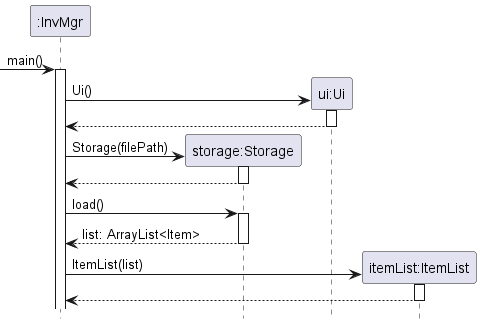 :InvMgr
main()
Ui()
ui:Ui
Storage(filePath)
storage:Storage
load()
list: ArrayList<Item>
ItemList(list)
itemList:ItemList